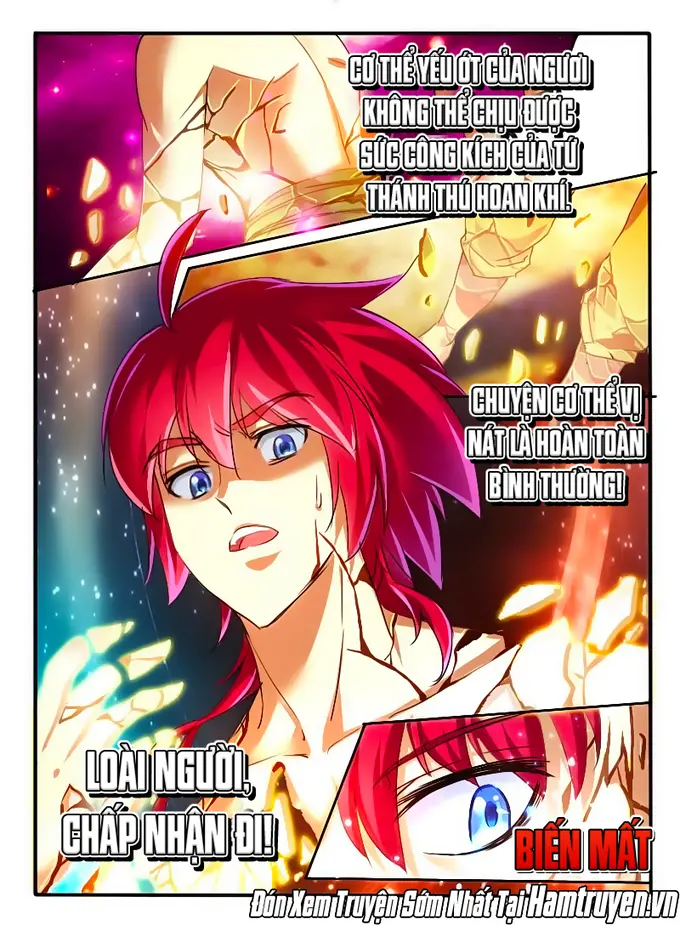 CƠ THỂ YẾU ỚT CỦA NGƯƠI
KHÔNG THỂ CHỊU ĐƯỢC
SỨC CÔNG KÍCH CỦA TỨ
THÁNH THÚ HOAN KHÍ.
CHUYỆN CƠ THỂ VỊ
NÁT LÀ HOÀN TOÀN
BÌNH THƯỜNG!
LOÀI NGƯỜI,
CHẤP NHẬN ĐI!
BIẾN MẤT
Đón Xem Truyện Sớm Nhất Tại Hamtruyen.vn